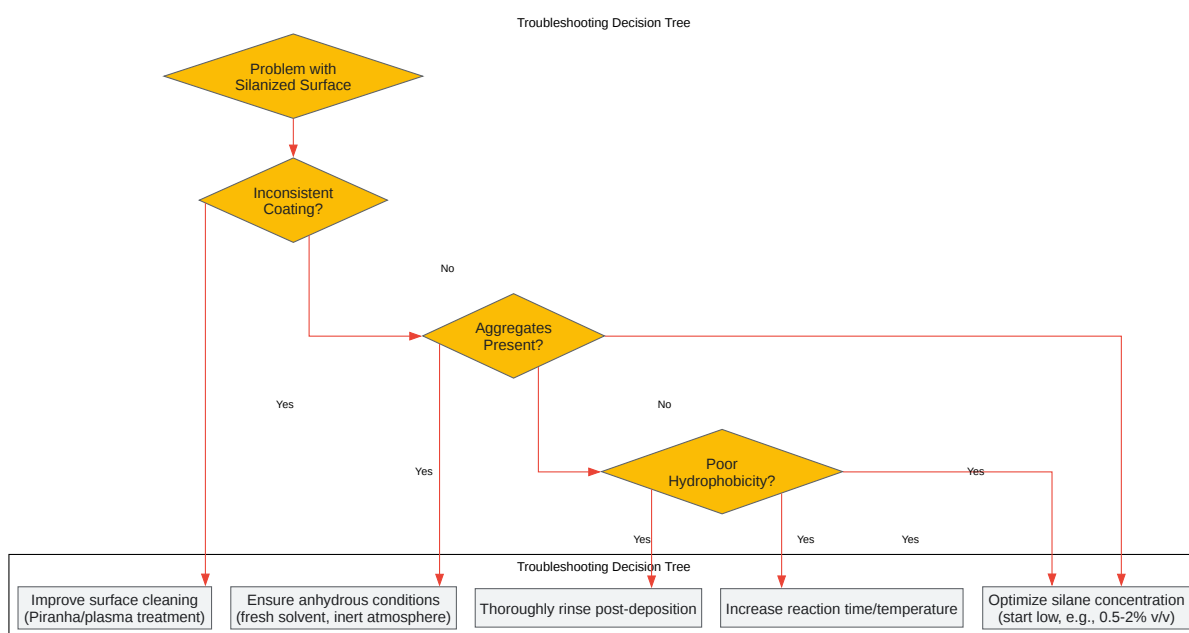 Troubleshooting Decision Tree
Problem with
Silanized Surface
Inconsistent
Coating?
No
Aggregates
Present?
Yes
No
Poor
Hydrophobicity?
Yes
Yes
Yes
Yes
Yes
Troubleshooting Decision Tree
Improve surface cleaning
(Piranha/plasma treatment)
Ensure anhydrous conditions
(fresh solvent, inert atmosphere)
Thoroughly rinse post-deposition
Increase reaction time/temperature
Optimize silane concentration
(start low, e.g., 0.5-2% v/v)